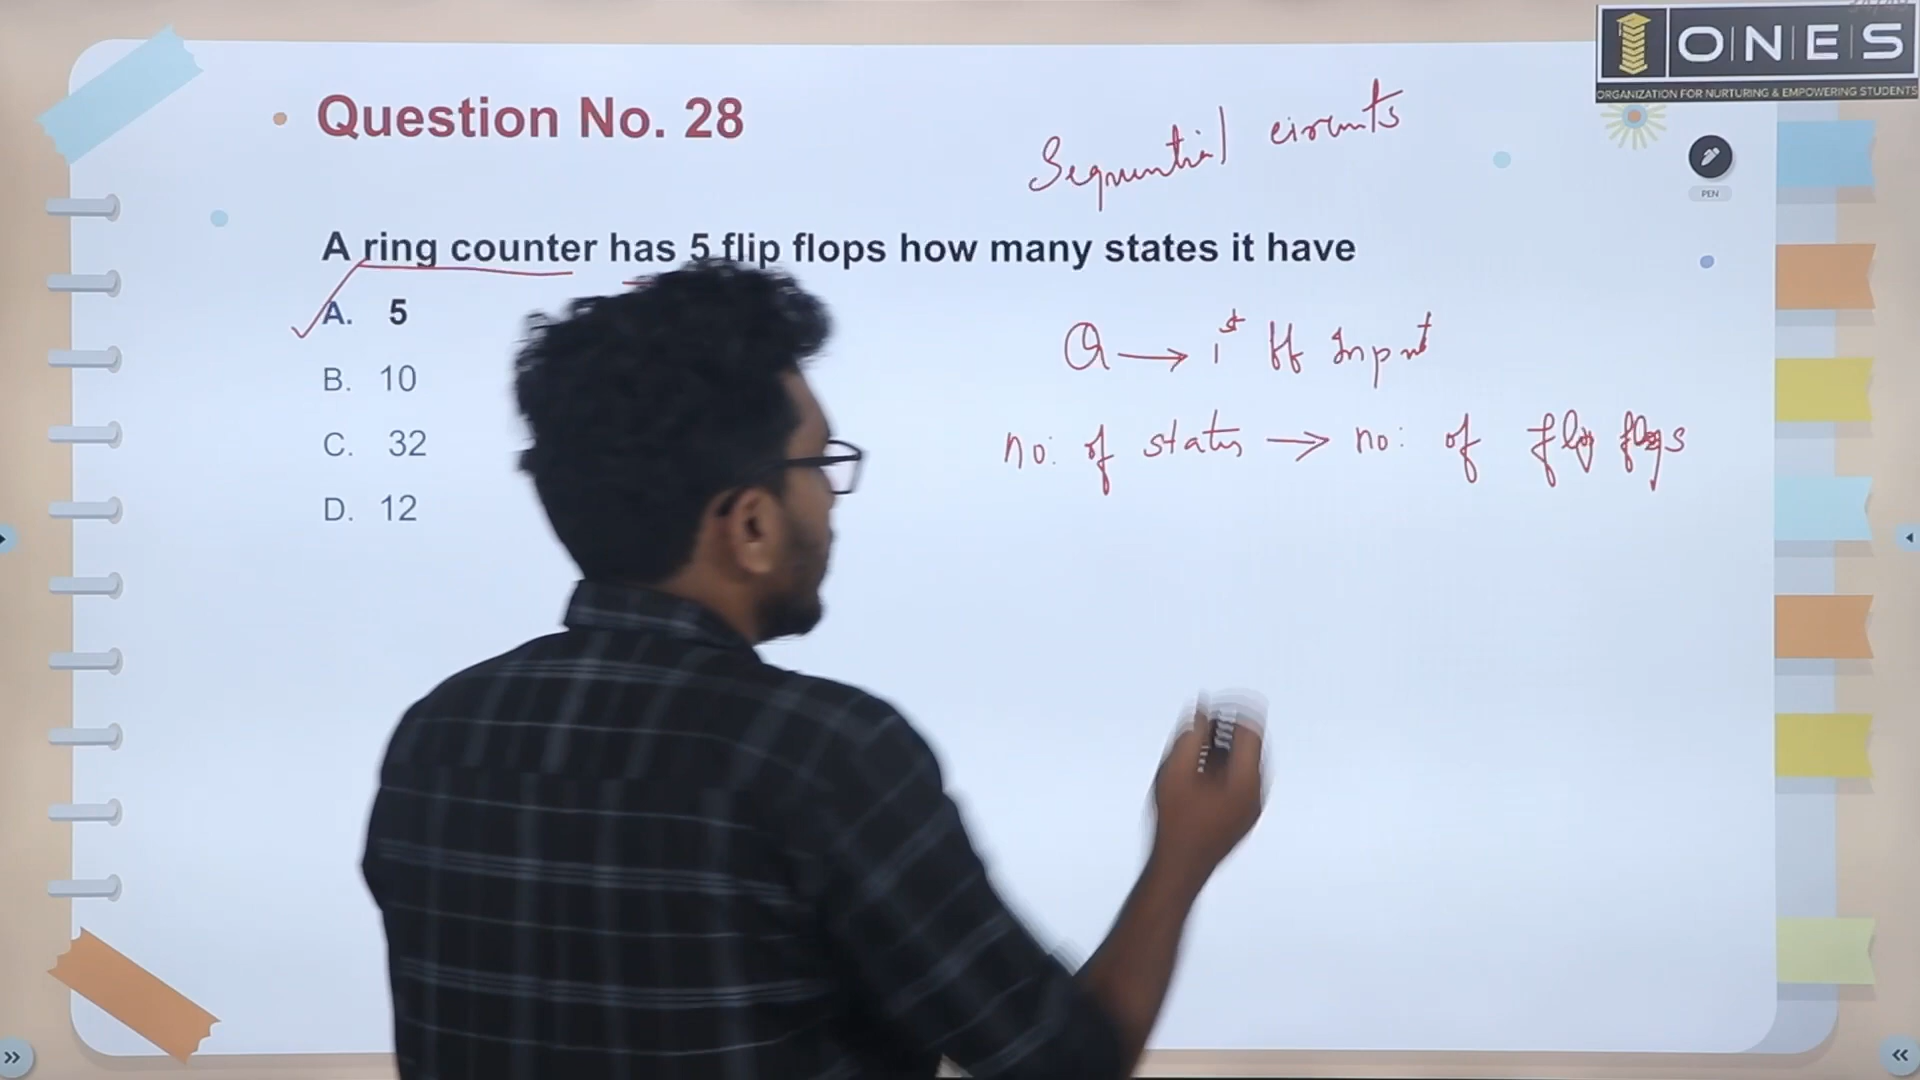 ONES
ORGANIZATION FOR NURTURING & EMPOWERING STUDENTS
Question No. 28
Sequential circuits
PEN
A ring counter has 5 flip flops how many states it have
A. 5
B. 10
C. 32
D. 12
Q → 1st ff Input
no: of states → no: of flip flops